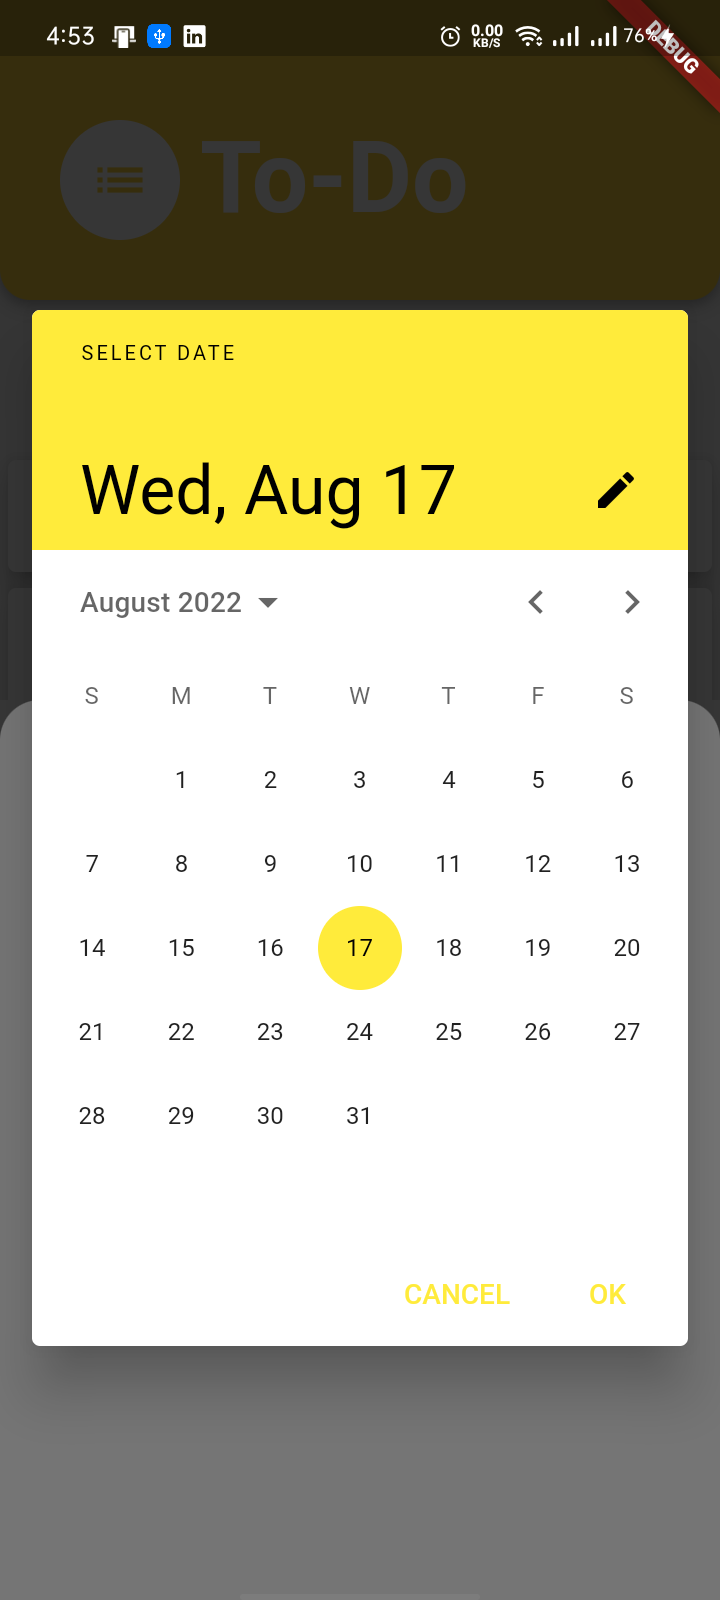 4:53 in 0.00 KB/S 76%
DEBUG
To-Do
SELECT DATE
Wed, Aug 17
August 2022
S M T W T F S
1 2 3 4 5 6
7 8 9 10 11 12 13
14 15 16 17 18 19 20
21 22 23 24 25 26 27
28 29 30 31
CANCEL OK